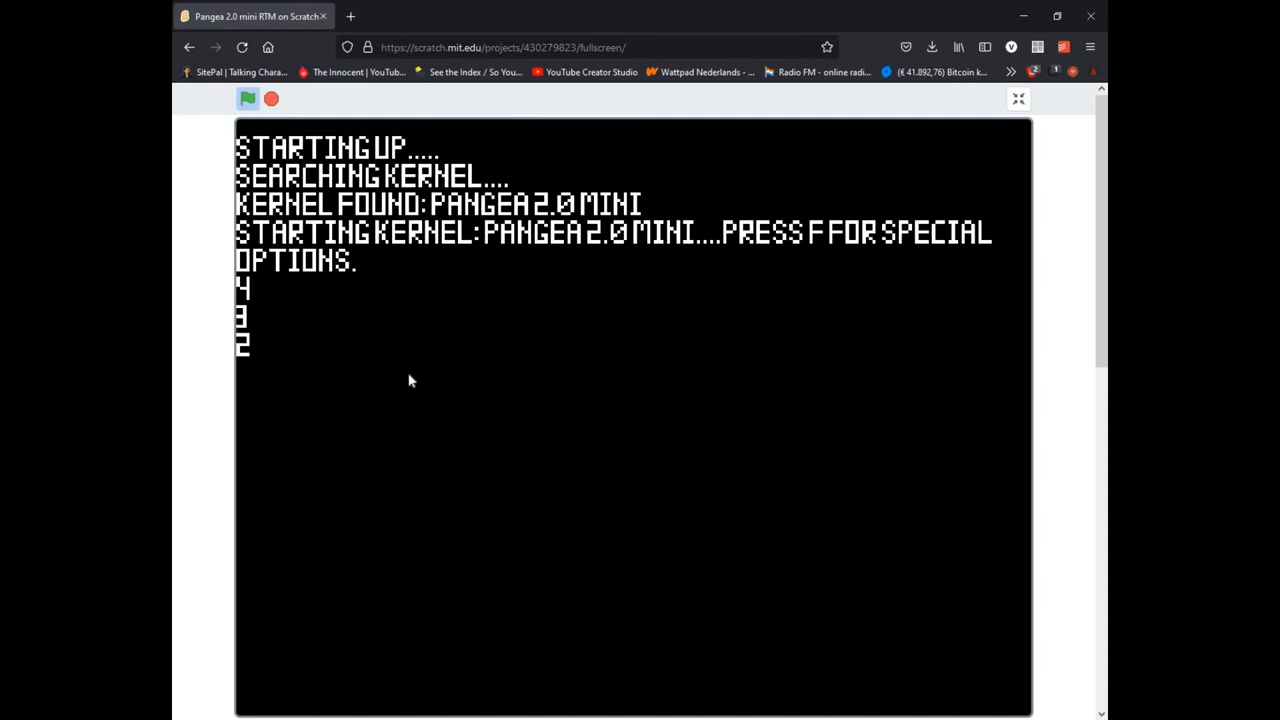 Pangea 2.0 mini RTM on Scratch
https://scratch.mit.edu/projects/430279823/fullscreen/
SitePal | Talking Chara...
The Innocent | YouTub...
See the Index / So You...
YouTube Creator Studio
Wattpad Nederlands - ...
Radio FM - online radi...
(€ 41.892,76) Bitcoin k...
2
1
STARTING UP.....
SEARCHING KERNEL....
KERNEL FOUND: PANGEA 2.0 MINI
STARTING KERNEL: PANGEA 2.0 MINI....PRESS F FOR SPECIAL
OPTIONS.
4
3
2